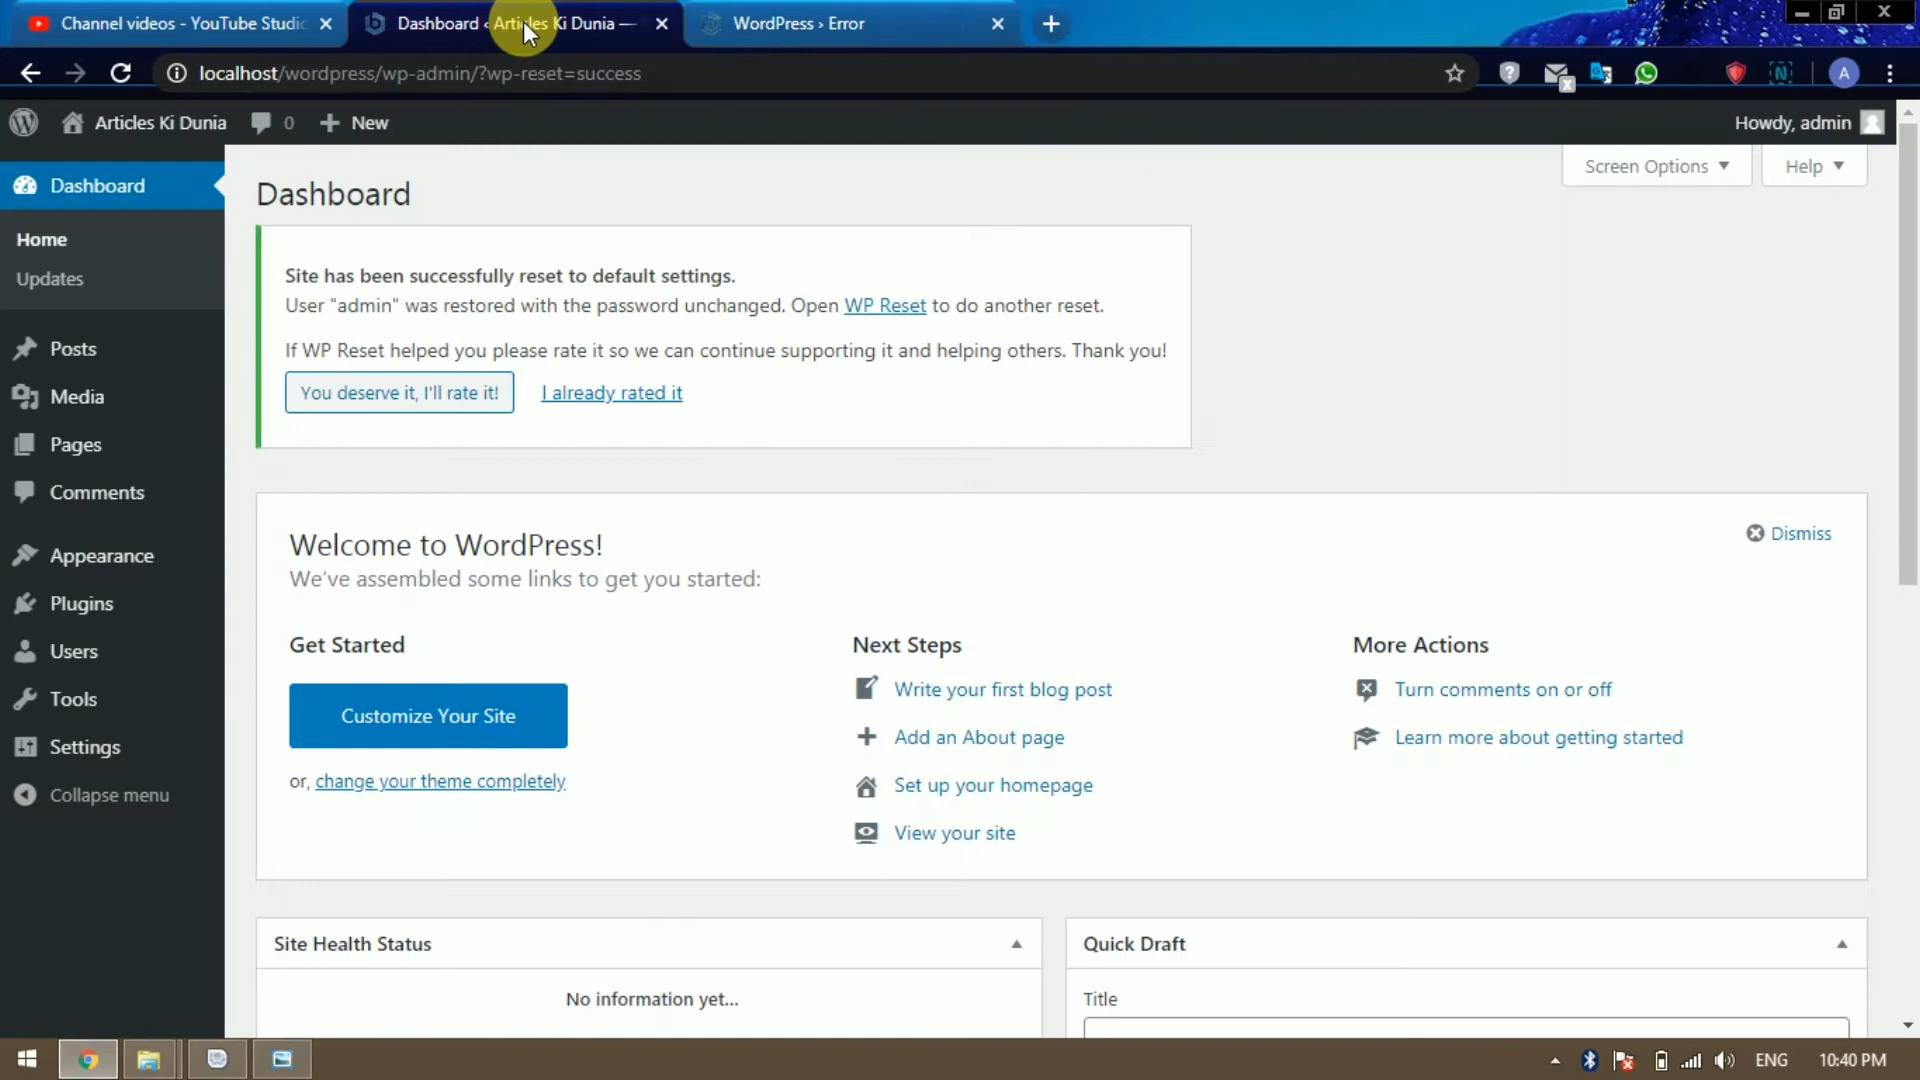 Channel videos - YouTube Studio
Dashboard ‹ Articles Ki Dunia —
WordPress › Error
localhost/wordpress/wp-admin/?wp-reset=success
A
Articles Ki Dunia
0
New
Howdy, admin
Dashboard
Home
Updates
Posts
Media
Pages
Comments
Appearance
Plugins
Users
Tools
Settings
Collapse menu
Screen Options
Help
Dashboard
Site has been successfully reset to default settings.
User "admin" was restored with the password unchanged. Open WP Reset to do another reset.
If WP Reset helped you please rate it so we can continue supporting it and helping others. Thank you!
You deserve it, I'll rate it!
I already rated it
Welcome to WordPress!
Dismiss
We've assembled some links to get you started:
Get Started
Customize Your Site
or, change your theme completely
Next Steps
Write your first blog post
Add an About page
Set up your homepage
View your site
More Actions
Turn comments on or off
Learn more about getting started
Site Health Status
No information yet...
Quick Draft
Title
ENG
10:40 PM